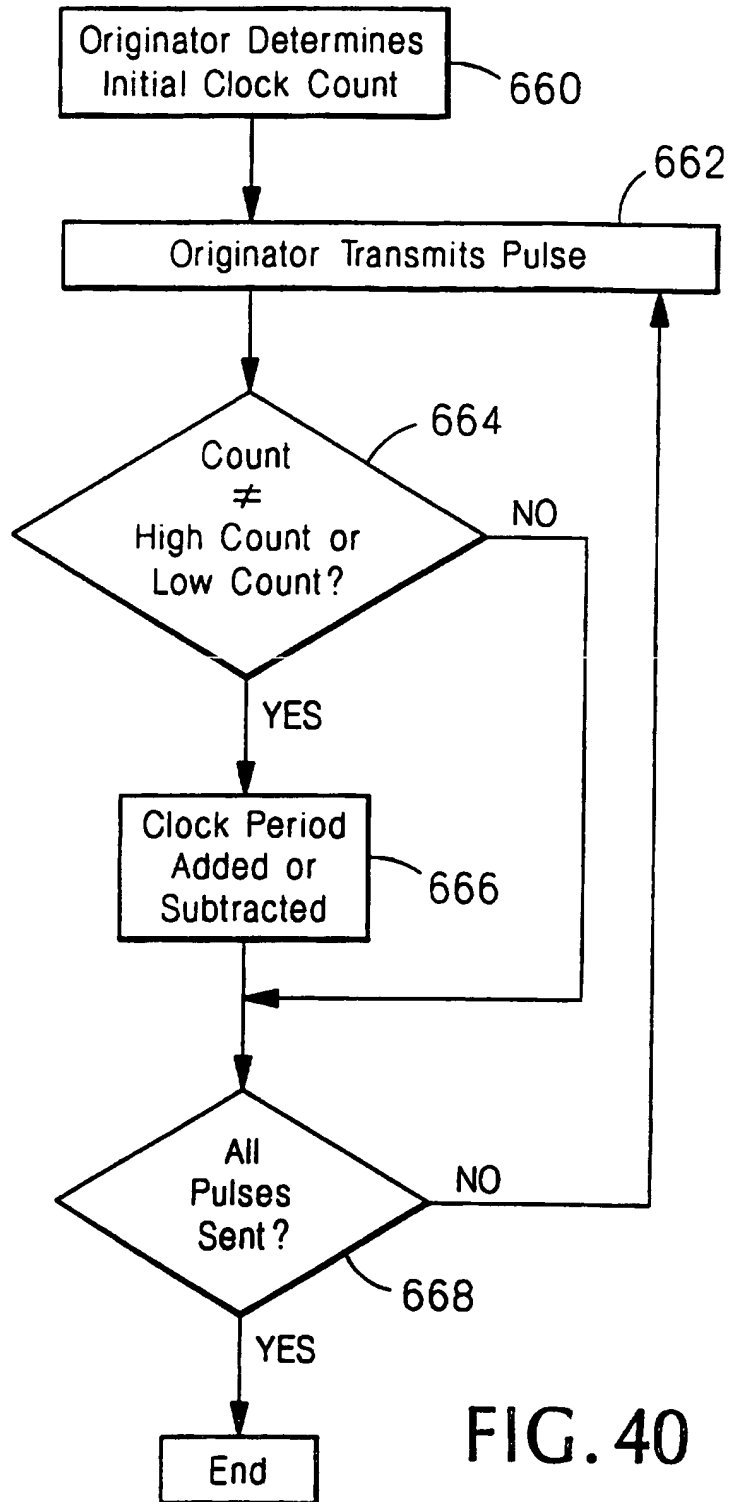 Originator Determines
Initial Clock Count
660
662
Originator Transmits Pulse
664
Count
≠
High Count or
Low Count?
NO
YES
Clock Period
Added or
Subtracted
666
All
Pulses
Sent?
NO
668
YES
End
FIG. 40